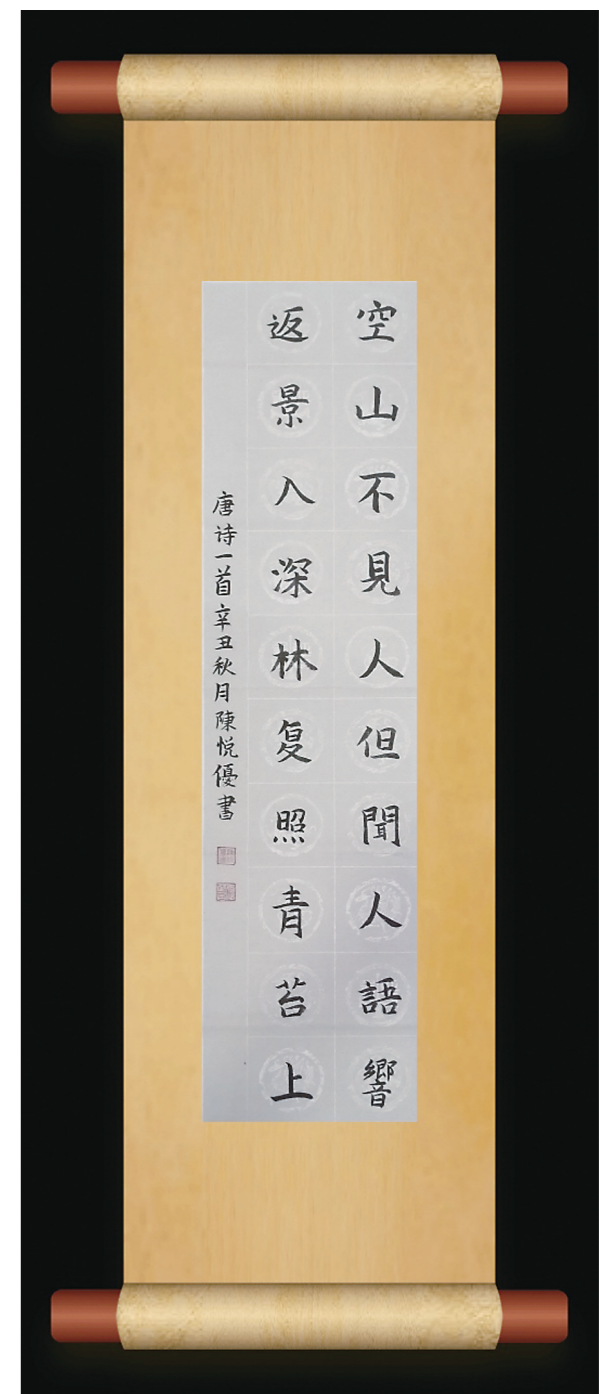 空山不見人但聞人語響
返景入深林复照青苔上
唐诗一首辛丑秋月陳悦優書